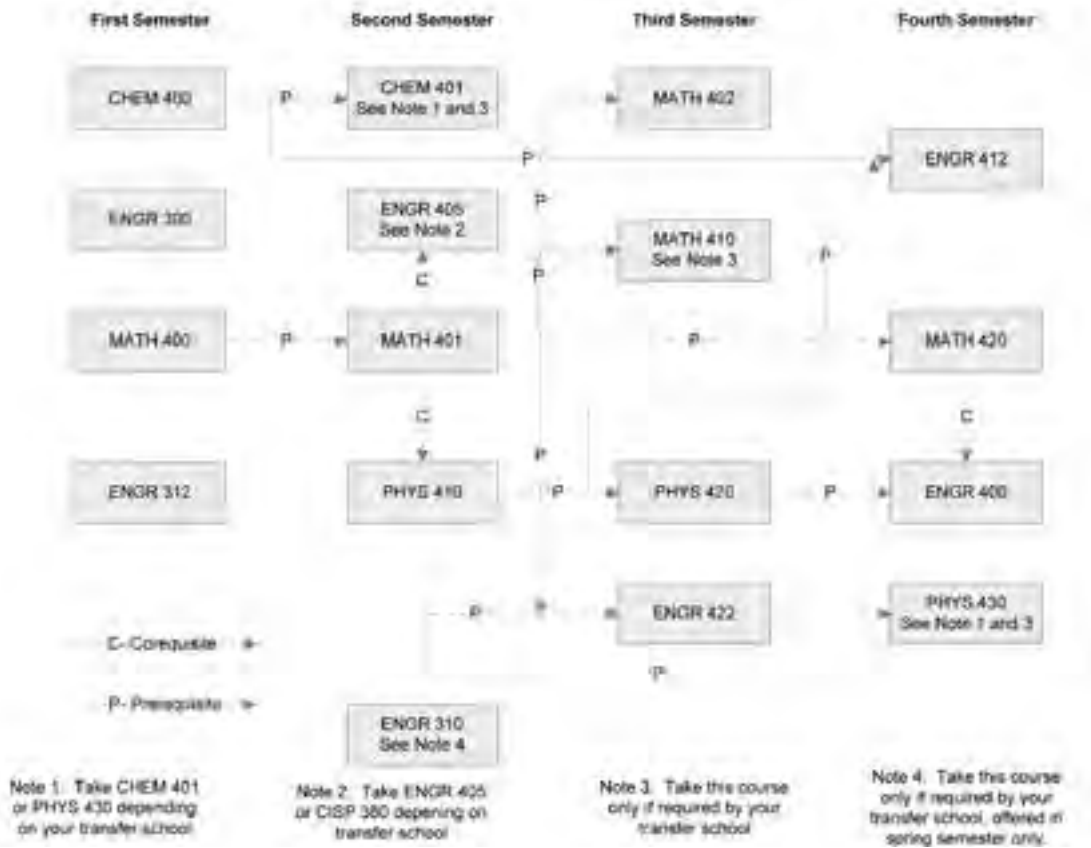 First Semester
Second Semester
Third Semester
Fourth Semester
CHEM 400
P
CHEM 401
See Note 1 and 3
MATH 402
P
ENGR 412
ENGR 300
ENGR 405
See Note 2
P
MATH 410
See Note 3
P
C
P
MATH 400
P
MATH 401
P
MATH 420
C
C
P
ENGR 312
PHYS 410
P
PHYS 420
P
ENGR 400
P
P
ENGR 422
PHYS 430
See Note 1 and 3
C- Corequisite
P
P- Prerequisite
ENGR 310
See Note 4
Note 1. Take CHEM 401
or PHYS 430 depending
on your transfer school
Note 2. Take ENGR 405
or CISP 360 depening on
transfer school
Note 3. Take this course
only if required by your
transfer school
Note 4. Take this course
only if required by your
transfer school, offered in
spring semester only.